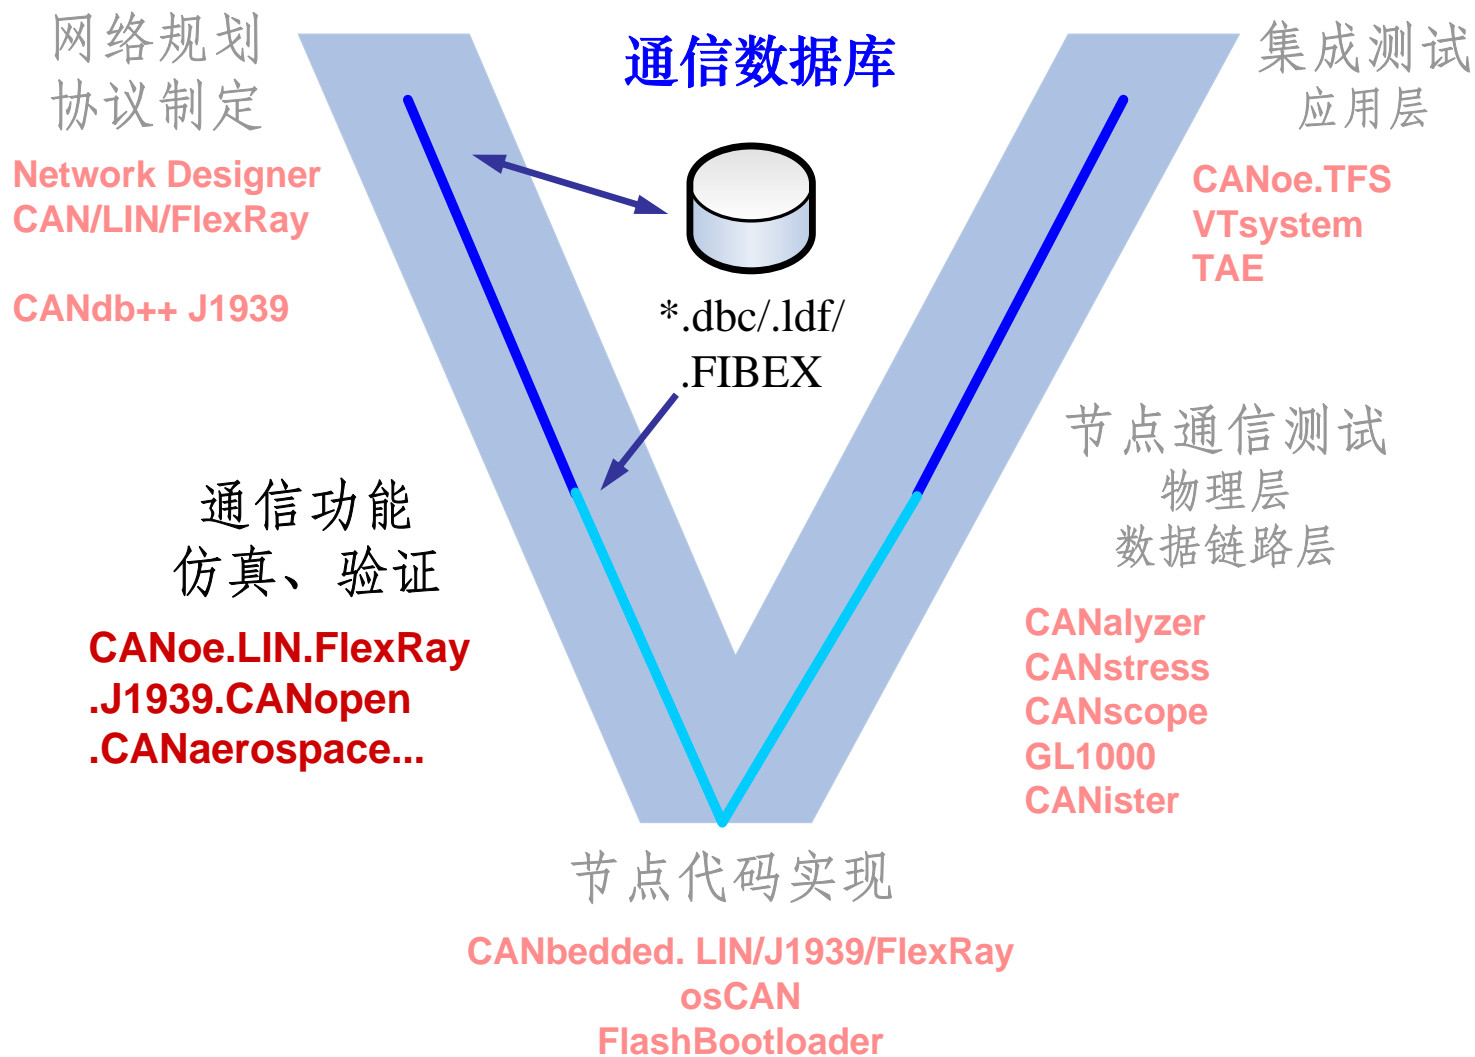 网络规划
协议制定
Network Designer
CAN/LIN/FlexRay
CANdb++ J1939
通信数据库
*.dbc/.ldf/
.FIBEX
集成测试
应用层
CANoe.TFS
VTsystem
TAE
通信功能
仿真、验证
CANoe.LIN.FlexRay
.J1939.CANopen
.CANaerospace...
节点通信测试
物理层
数据链路层
CANalyzer
CANstress
CANscope
GL1000
CANister
节点代码实现
CANbedded. LIN/J1939/FlexRay
osCAN
FlashBootloader